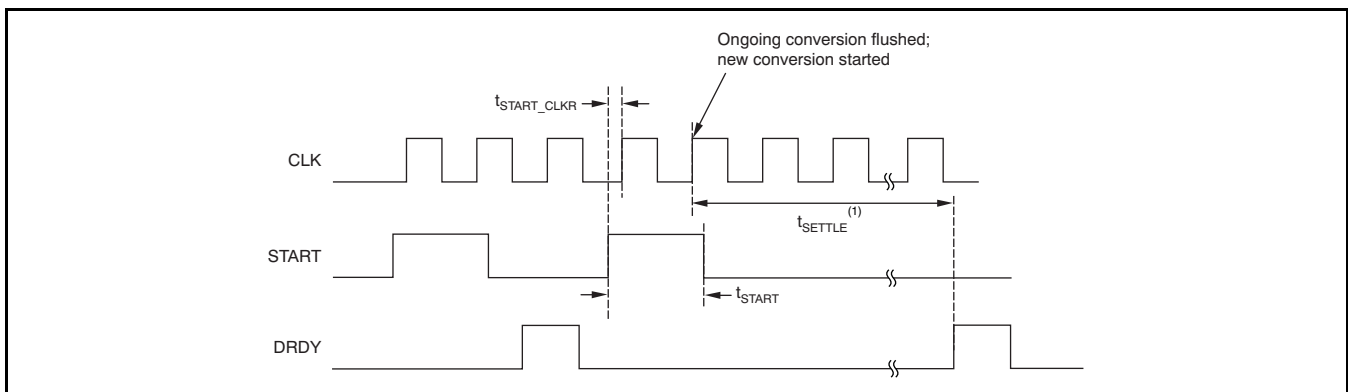 Ongoing conversion flushed;
new conversion started
tSTART_CLKR
CLK
tSETTLE(1)
START
tSTART
DRDY